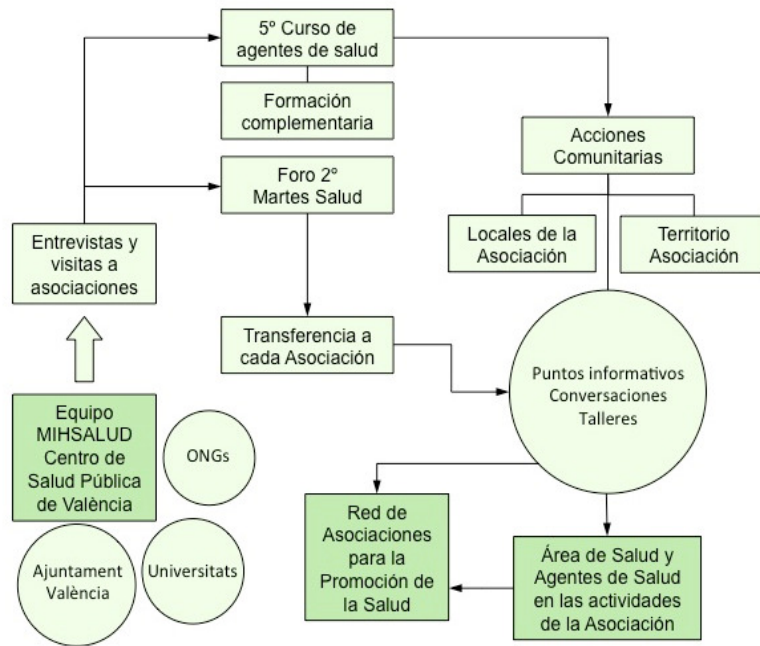 5º Curso de
agentes de salud
Formación
complementaria
Foro 2º
Martes Salud
Acciones
Comunitarias
Locales de la
Asociación
Territorio
Asociación
Entrevistas y
visitas a
asociaciones
Transferencia a
cada Asociación
Puntos informativos
Conversaciones
Talleres
Equipo
MIHSALUD
Centro de
Salud Pública
de València
ONGs
Ajuntament
València
Universitats
Red de
Asociaciones
para la
Promoción de
la Salud
Área de Salud y
Agentes de Salud
en las actividades
de la Asociación